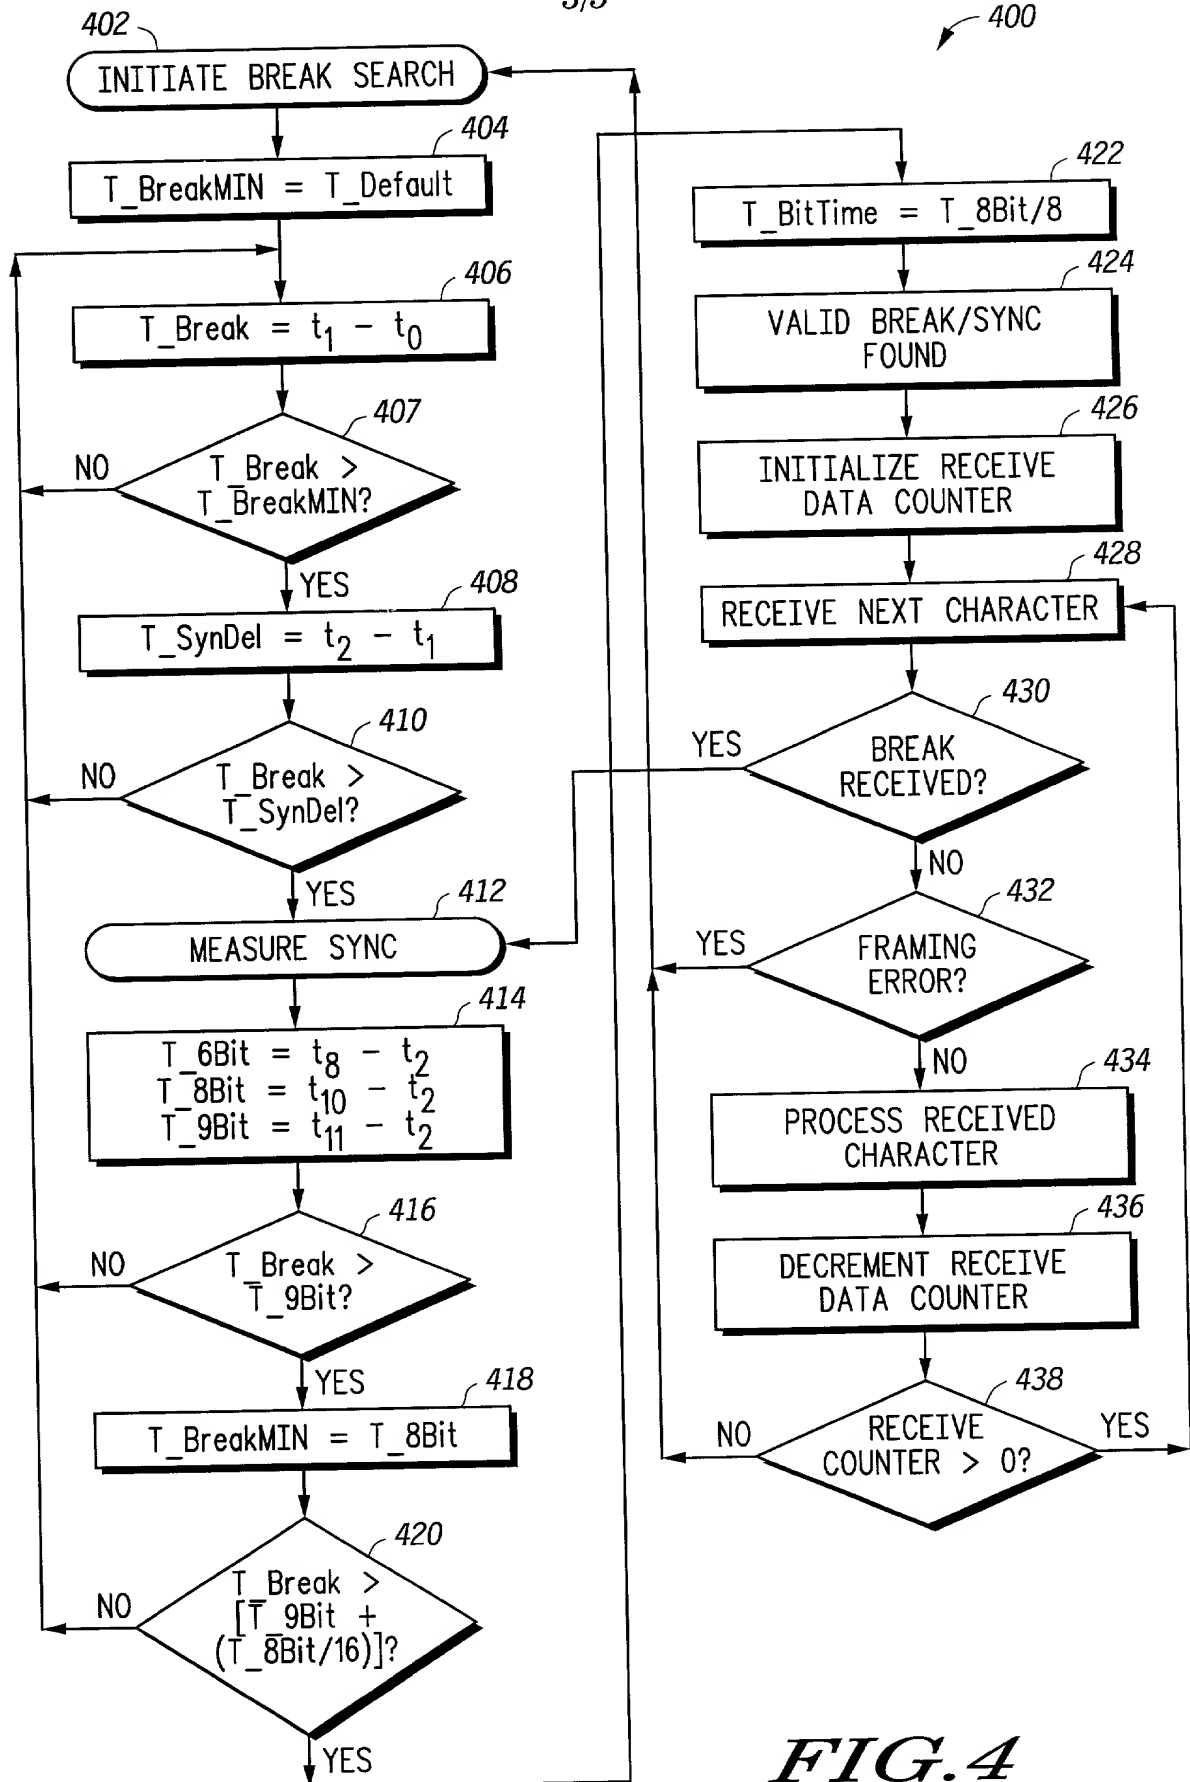 3/3
400
402
INITIATE BREAK SEARCH
404
T_BreakMIN = T_Default
406
T_Break = t1 - t0
407
T_Break >
T_BreakMIN?
NO
YES
408
T_SynDel = t2 - t1
410
T_Break >
T_SynDel?
NO
YES
412
MEASURE SYNC
414
T_6Bit = t8 - t2
T_8Bit = t10 - t2
T_9Bit = t11 - t2
416
T_Break >
T_9Bit?
NO
YES
418
T_BreakMIN = T_8Bit
420
T_Break >
[T_9Bit +
(T_8Bit/16)]?
NO
YES
422
T_BitTime = T_8Bit/8
424
VALID BREAK/SYNC
FOUND
426
INITIALIZE RECEIVE
DATA COUNTER
428
RECEIVE NEXT CHARACTER
430
BREAK
RECEIVED?
YES
NO
432
FRAMING
ERROR?
YES
NO
434
PROCESS RECEIVED
CHARACTER
436
DECREMENT RECEIVE
DATA COUNTER
438
RECEIVE
COUNTER > 0?
NO
YES
FIG.4